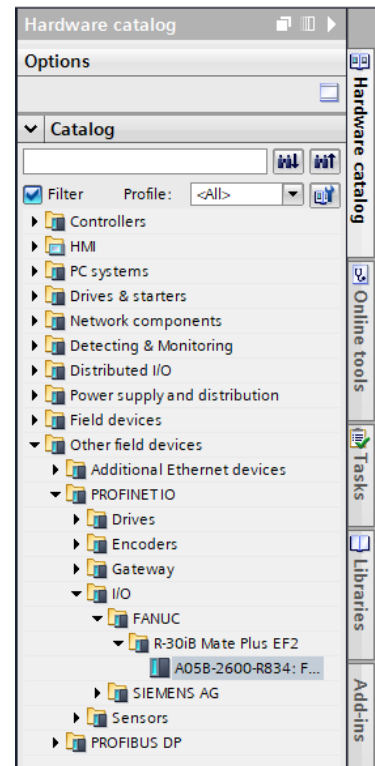 Hardware catalog
Options
Catalog
Filter Profile: <All>
Controllers
HMI
PC systems
Drives & starters
Network components
Detecting & Monitoring
Distributed I/O
Power supply and distribution
Field devices
Other field devices
Additional Ethernet devices
PROFINET IO
Drives
Encoders
Gateway
I/O
FANUC
R-30iB Mate Plus EF2
A05B-2600-R834: F...
SIEMENS AG
Sensors
PROFIBUS DP
Hardware catalog
Online tools
Tasks
Libraries
Add-ins